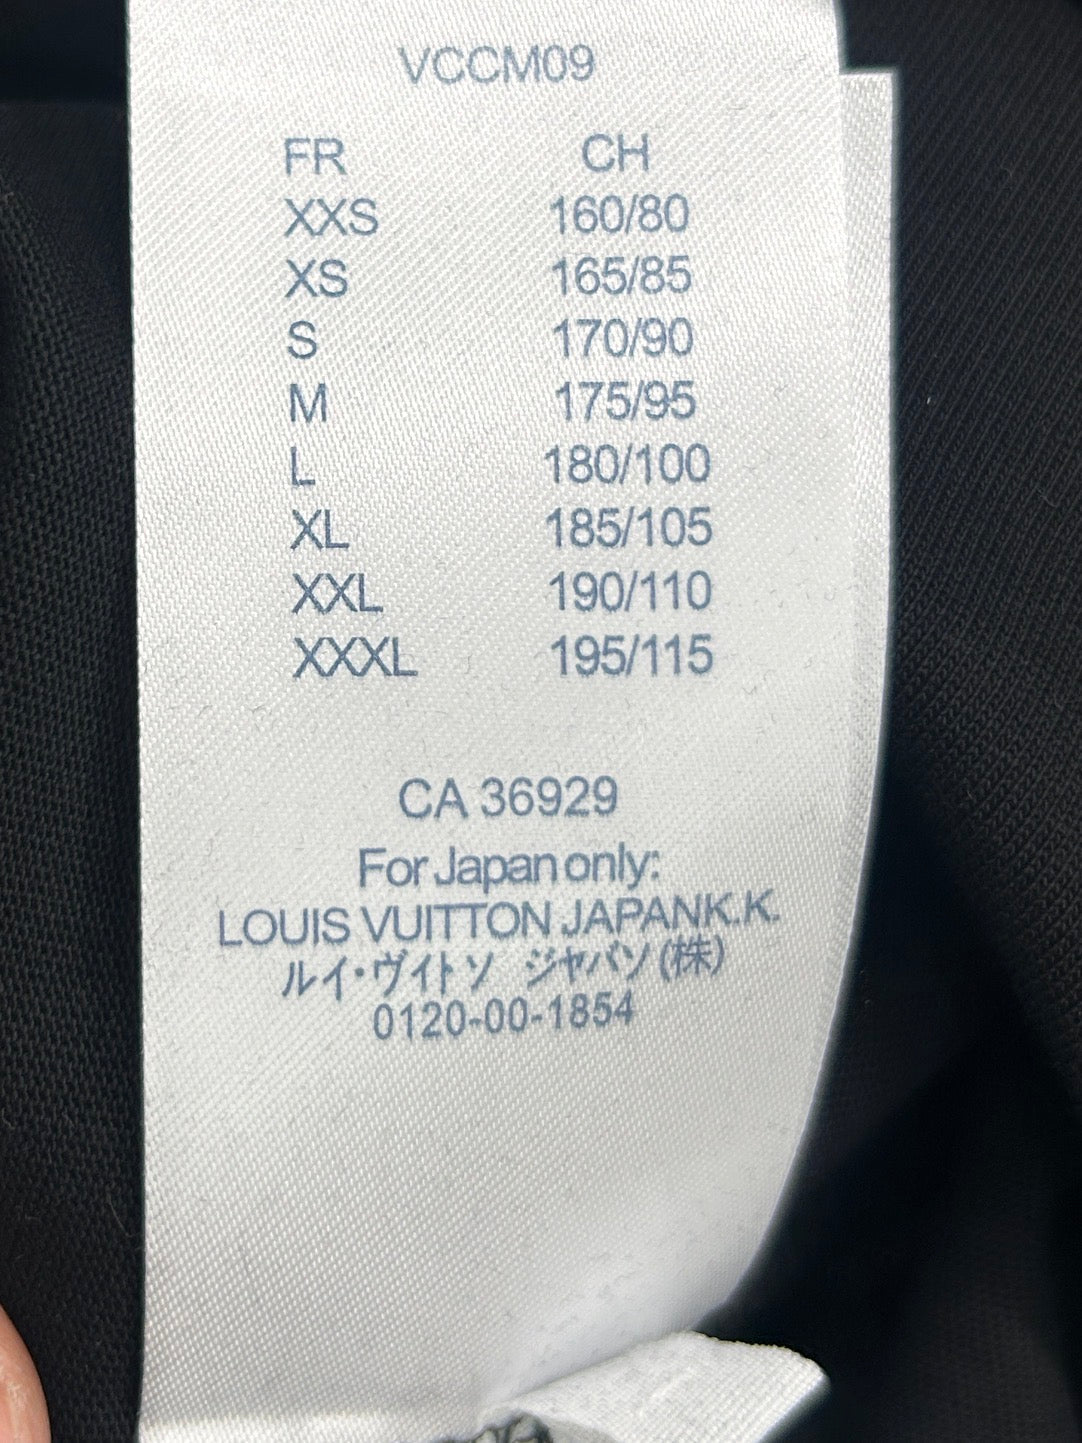 VCCM09
FR CH
XXS 160/80
XS 165/85
S 170/90
M 175/95
L 180/100
XL 185/105
XXL 190/110
XXXL 195/115
CA 36929
For Japan only:
LOUIS VUITTON JAPANK.K.
ルイ・ヴィトソ ジャパソ(株)
0120-00-1854